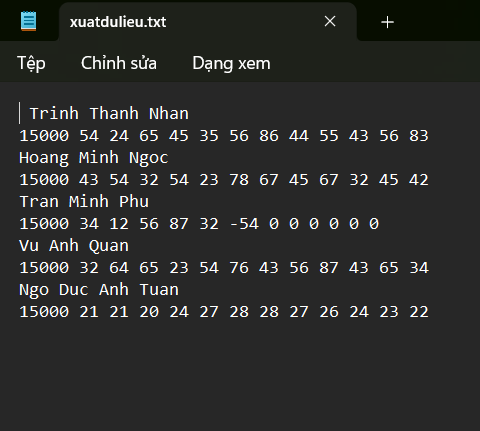 xuatdulieu.txt
Tệp Chỉnh sửa Dạng xem
Trinh Thanh Nhan
15000 54 24 65 45 35 56 86 44 55 43 56 83
Hoang Minh Ngoc
15000 43 54 32 54 23 78 67 45 67 32 45 42
Tran Minh Phu
15000 34 12 56 87 32 -54 0 0 0 0 0 0
Vu Anh Quan
15000 32 64 65 23 54 76 43 56 87 43 65 34
Ngo Duc Anh Tuan
15000 21 21 20 24 27 28 28 27 26 24 23 22